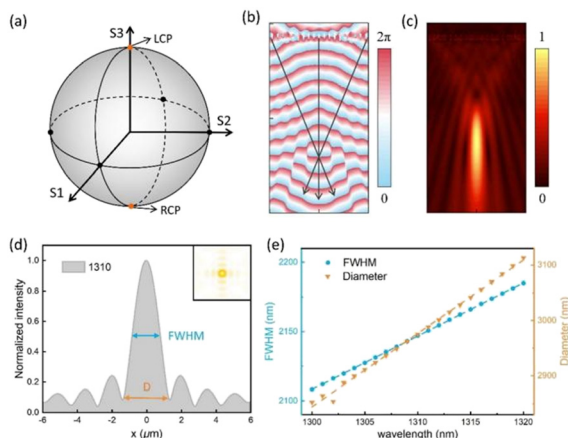 (a)
S3
LCP
S2
S1
RCP
(b)
2π
0
(c)
1
0
(d)
1310
FWHM
D
Normalized intensity
1.0
0.8
0.6
0.4
0.2
0.0
-6 -4 -2 0 2 4 6
x (μm)
(e)
FWHM
Diameter
FWHM (nm)
2200
2150
2100
Diameter (nm)
3100
3000
2900
1300 1305 1310 1315 1320
wavelength (nm)